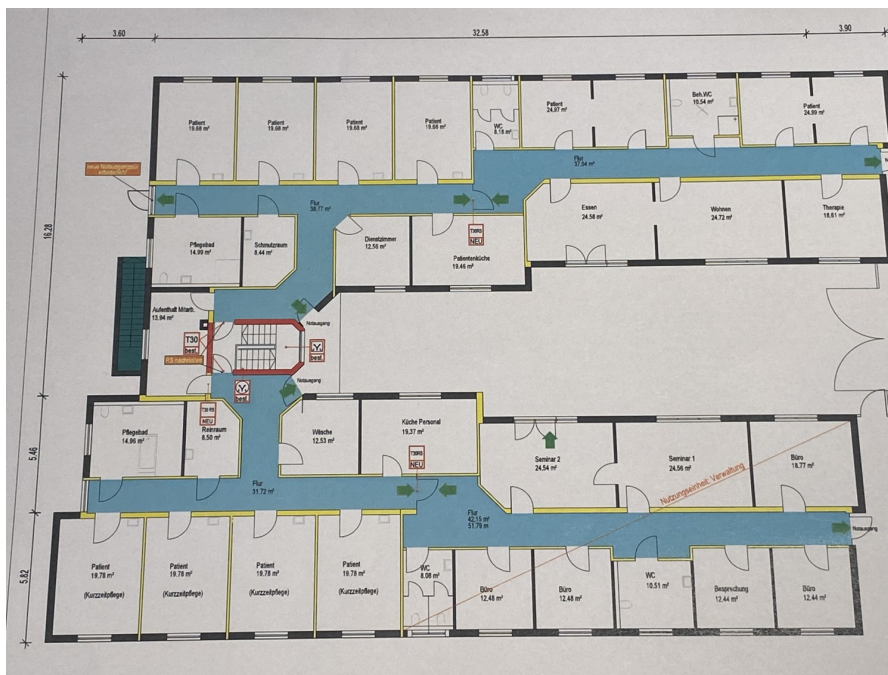 3.60
32.58
3.90
Patient
19.68 m²
Patient
19.68 m²
Patient
19.68 m²
Patient
19.68 m²
WC
8.18 m²
Patient
24,97 m²
Beh.WC
10.54 m²
Patient
24.99 m²
Flur
37.54 m²
Flur
38.77 m²
Essen
24.58 m²
Wohnen
24.72 m²
Therapie
18.61 m²
Pflegebad
14.99 m²
Schmutzraum
8.44 m²
Dienstzimmer
12.56 m²
T30RS
NEU
Patientenküche
19.46 m²
16.28
Aufenthalt Mitarb.
13.94 m²
Notausgang
T30
best.
best.
best.
Notausgang
T30 RS
NEU
Pflegebad
14.96 m²
Reinraum
8.50 m²
Wäsche
12.53 m²
Küche Personal
19.37 m²
T30RS
NEU
Seminar 2
24.54 m²
Seminar 1
24.56 m²
Büro
18.77 m²
Nutzungseinheit: Verwaltung
5.46
Flur
31.72 m²
Flur
42.15 m²
51.79 m
Notausgang
5.82
Patient
19.78 m²
(Kurzzeitpflege)
Patient
19.78 m²
(Kurzzeitpflege)
Patient
19.78 m²
(Kurzzeitpflege)
Patient
19.78 m²
(Kurzzeitpflege)
WC
8.08 m²
Büro
12.48 m²
Büro
12.48 m²
WC
10.51 m²
Besprechung
12.44 m²
Büro
12.44 m²